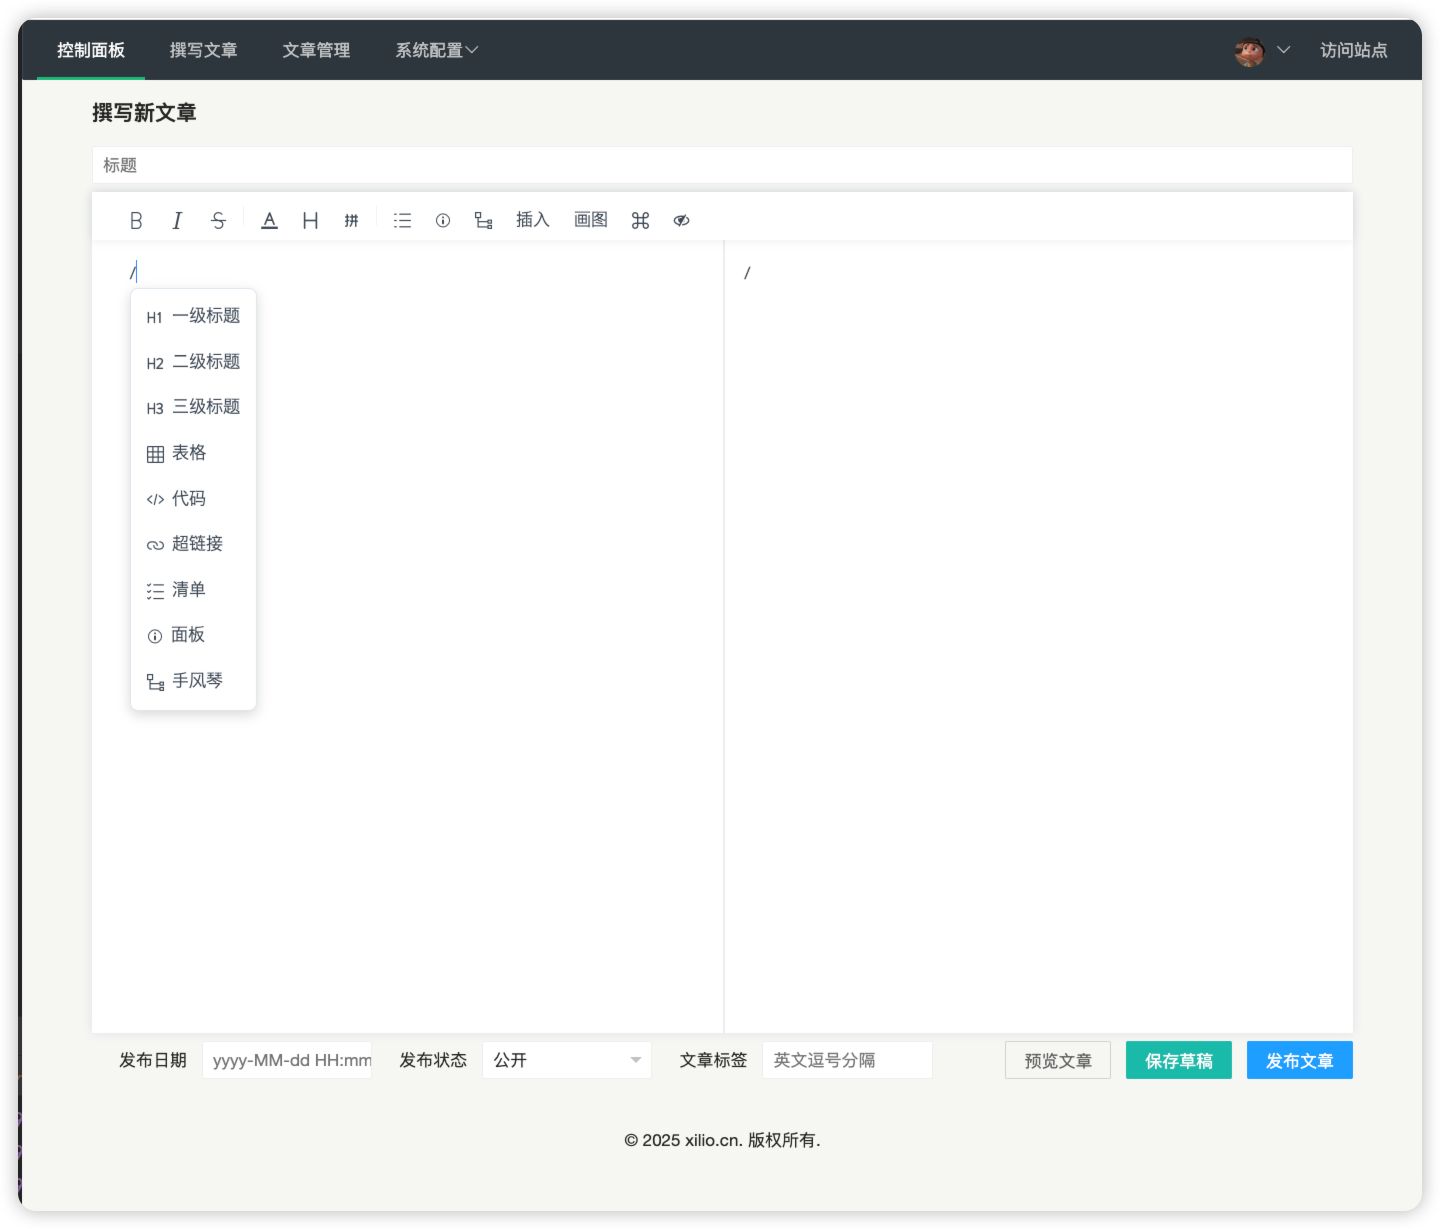 控制面板 撰写文章 文章管理 系统配置 访问站点
撰写新文章
标题
B I S A H 拼 插入 画图
/ /
H1 一级标题
H2 二级标题
H3 三级标题
表格
</> 代码
超链接
清单
面板
手风琴
发布日期 yyyy-MM-dd HH:mm 发布状态 公开 文章标签 英文逗号分隔 预览文章 保存草稿 发布文章
© 2025 xilio.cn. 版权所有.